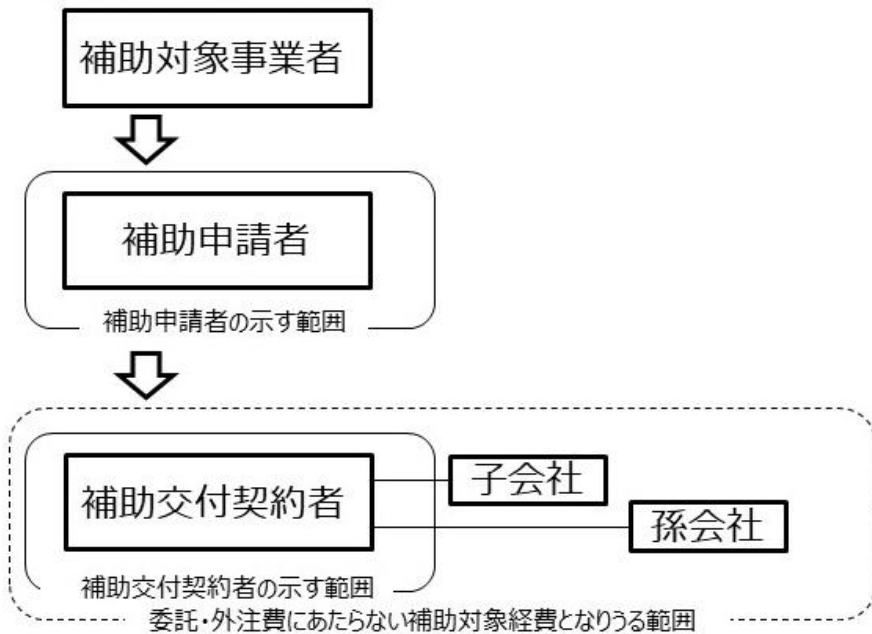 補助対象事業者
補助申請者
補助申請者の示す範囲
補助交付契約者
子会社
孫会社
補助交付契約者の示す範囲
委託・外注費にあたらない補助対象経費となりうる範囲